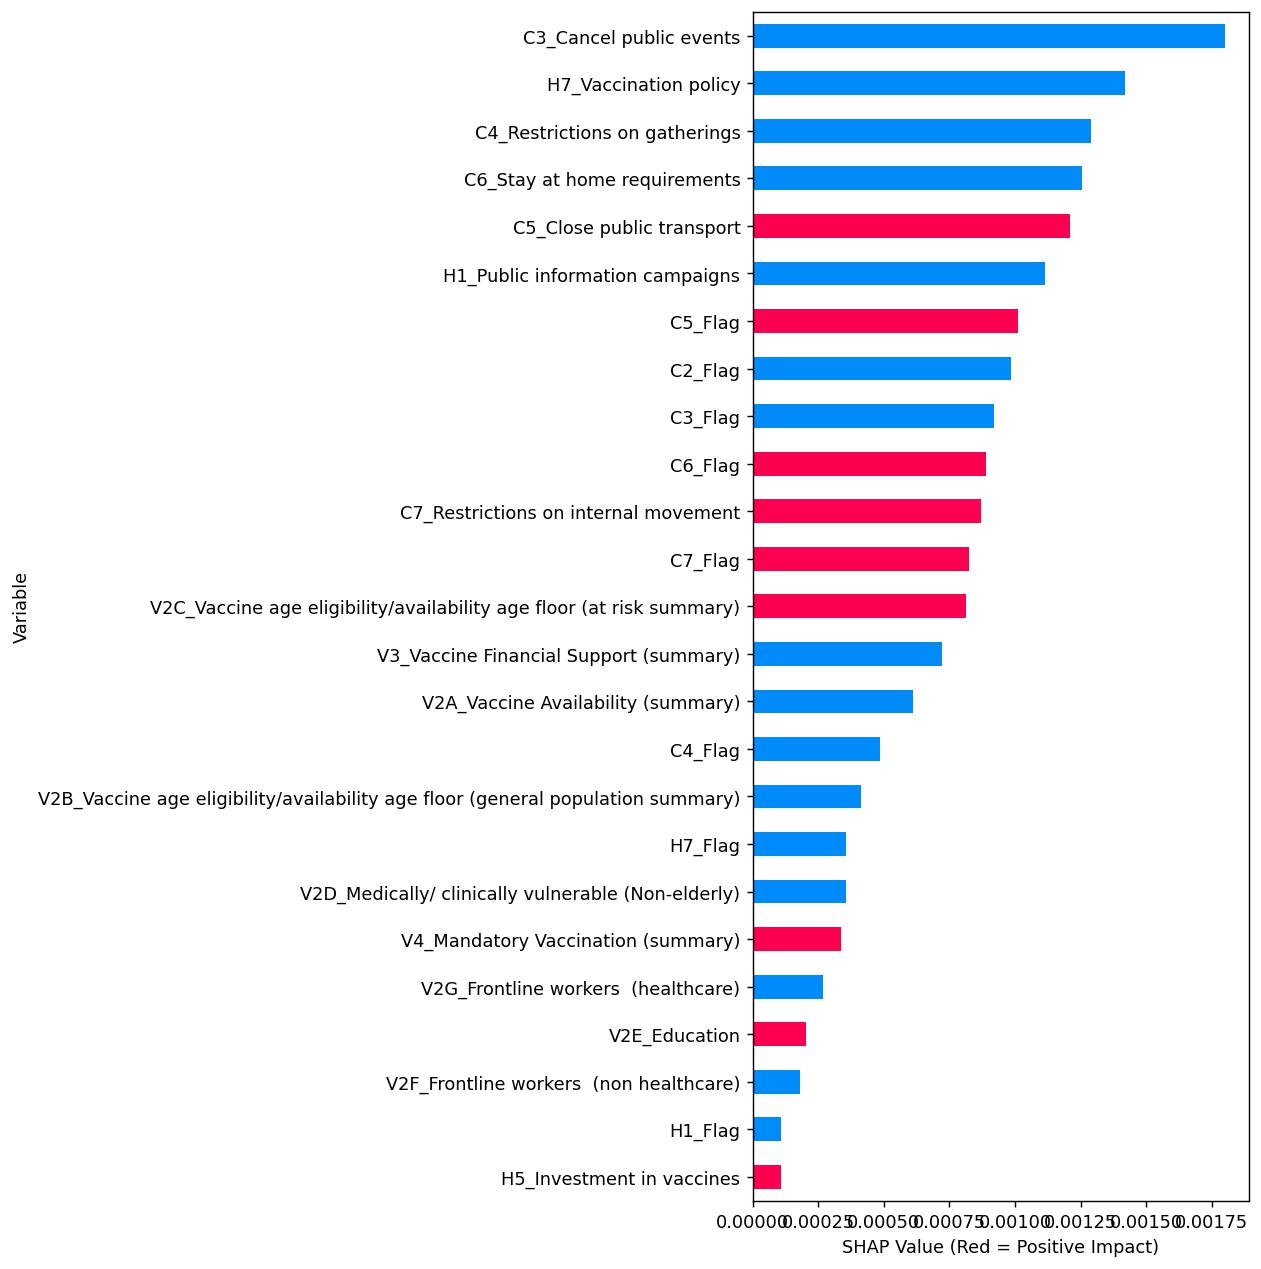 C3_Cancel public events
H7_Vaccination policy
C4_Restrictions on gatherings
C6_Stay at home requirements
C5_Close public transport
H1_Public information campaigns
C5_Flag
C2_Flag
C3_Flag
C6_Flag
C7_Restrictions on internal movement
C7_Flag
V2C_Vaccine age eligibility/availability age floor (at risk summary)
V3_Vaccine Financial Support (summary)
V2A_Vaccine Availability (summary)
C4_Flag
V2B_Vaccine age eligibility/availability age floor (general population summary)
H7_Flag
V2D_Medically/ clinically vulnerable (Non-elderly)
V4_Mandatory Vaccination (summary)
V2G_Frontline workers  (healthcare)
V2E_Education
V2F_Frontline workers  (non healthcare)
H1_Flag
H5_Investment in vaccines
Variable
0.00000 0.00025 0.00050 0.00075 0.00100 0.00125 0.00150 0.00175
SHAP Value (Red = Positive Impact)